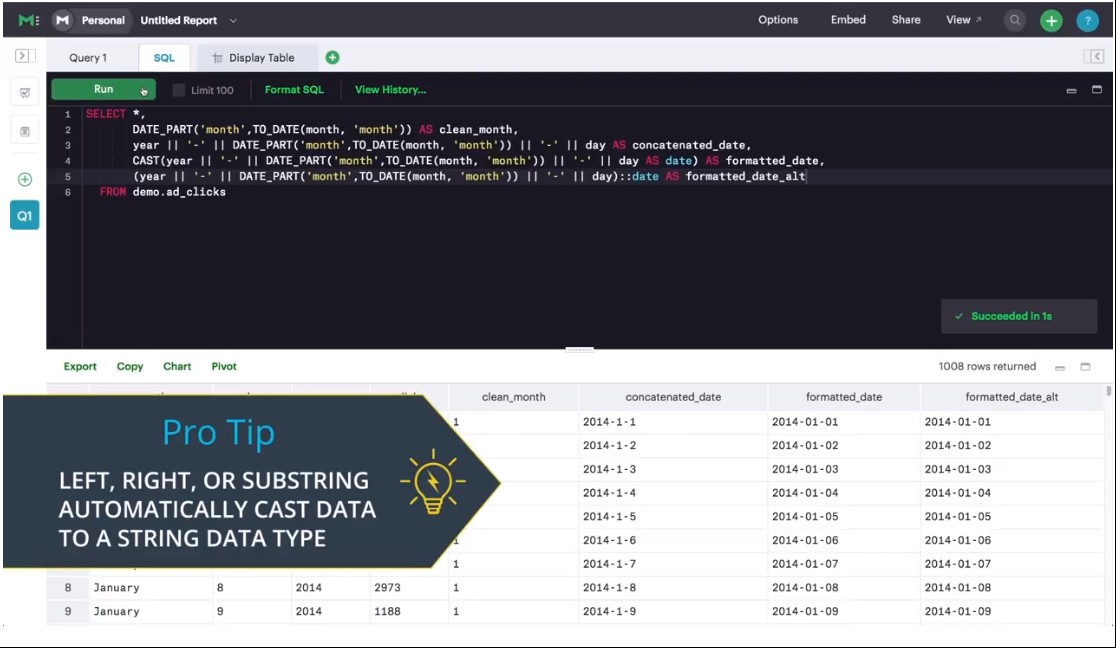 Personal Untitled Report Options Embed Share View ↗ ?
Query 1 SQL Display Table
Run Limit 100 Format SQL View History...
1 SELECT *,
2 DATE_PART('month',TO_DATE(month, 'month')) AS clean_month,
3 year || '-' || DATE_PART('month',TO_DATE(month, 'month')) || '-' || day AS concatenated_date,
4 CAST(year || '-' || DATE_PART('month',TO_DATE(month, 'month')) || '-' || day AS date) AS formatted_date,
5 (year || '-' || DATE_PART('month',TO_DATE(month, 'month')) || '-' || day)::date AS formatted_date_alt
6 FROM demo.ad_clicks
Q1
Succeeded in 1s
Export Copy Chart Pivot 1008 rows returned
clean_month concatenated_date formatted_date formatted_date_alt
1 2014-1-1 2014-01-01 2014-01-01
2014-1-2 2014-01-02 2014-01-02
2014-1-3 2014-01-03 2014-01-03
2014-1-4 2014-01-04 2014-01-04
2014-1-5 2014-01-05 2014-01-05
1 2014-1-6 2014-01-06 2014-01-06
1 2014-1-7 2014-01-07 2014-01-07
8 January 8 2014 2973 1 2014-1-8 2014-01-08 2014-01-08
9 January 9 2014 1188 1 2014-1-9 2014-01-09 2014-01-09
Pro Tip
LEFT, RIGHT, OR SUBSTRING
AUTOMATICALLY CAST DATA
TO A STRING DATA TYPE